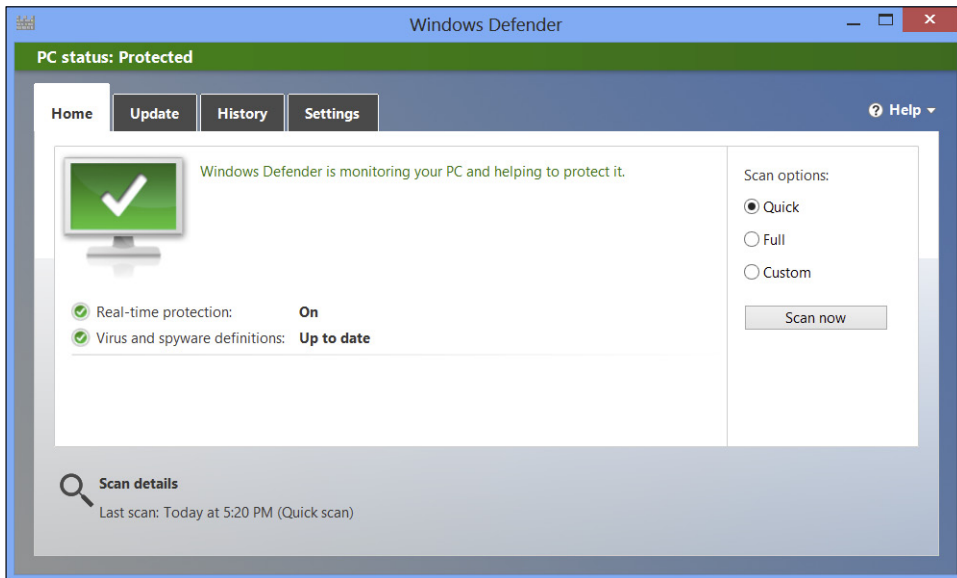 Windows Defender
PC status: Protected
Home
Update
History
Settings
Help
Windows Defender is monitoring your PC and helping to protect it.
Real-time protection: On
Virus and spyware definitions: Up to date
Scan options:
Quick
Full
Custom
Scan now
Scan details
Last scan: Today at 5:20 PM (Quick scan)